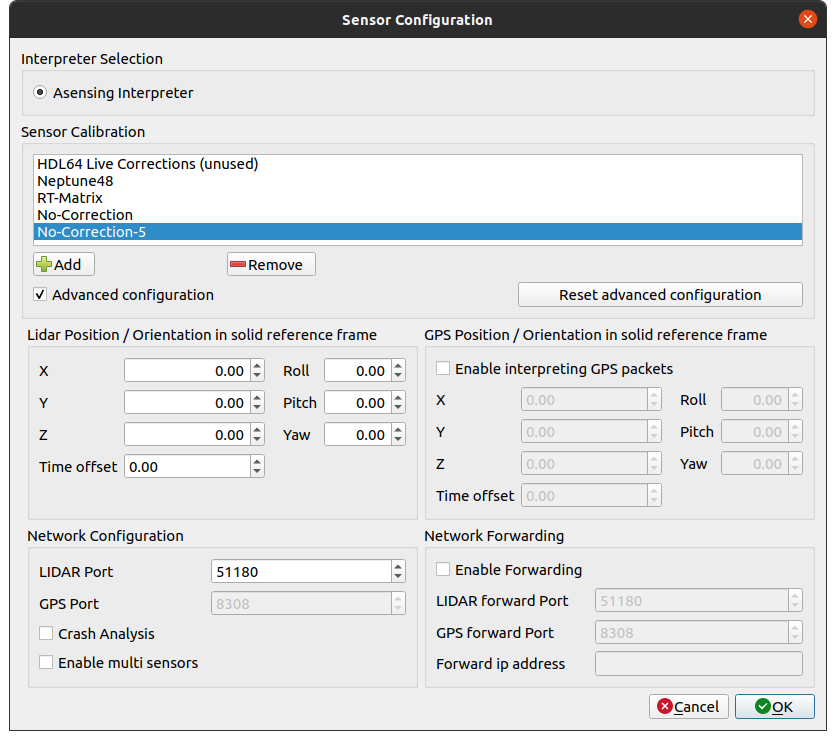 Sensor Configuration
Interpreter Selection
Asensing Interpreter
Sensor Calibration
HDL64 Live Corrections (unused)
Neptune48
RT-Matrix
No-Correction
No-Correction-5
Add Remove
Advanced configuration Reset advanced configuration
Lidar Position / Orientation in solid reference frame
X 0.00 Roll 0.00
Y 0.00 Pitch 0.00
Z 0.00 Yaw 0.00
Time offset 0.00
GPS Position / Orientation in solid reference frame
Enable interpreting GPS packets
X 0.00 Roll 0.00
Y 0.00 Pitch 0.00
Z 0.00 Yaw 0.00
Time offset 0.00
Network Configuration
LIDAR Port 51180
GPS Port 8308
Crash Analysis
Enable multi sensors
Network Forwarding
Enable Forwarding
LIDAR forward Port 51180
GPS forward Port 8308
Forward ip address
Cancel OK